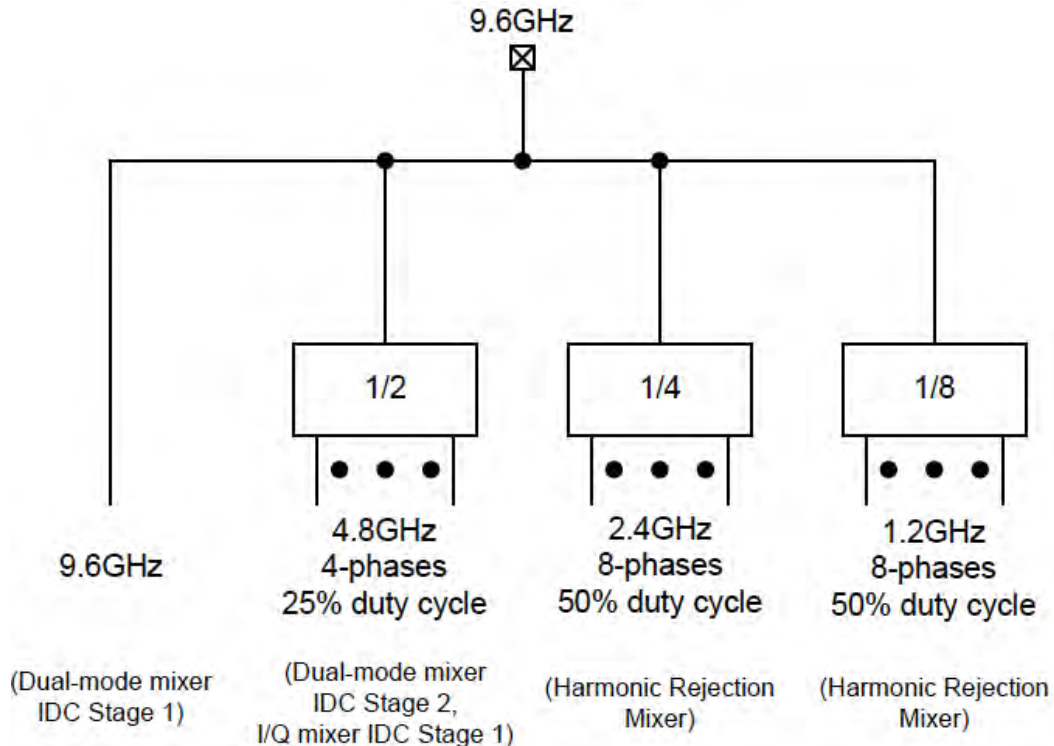 9.6GHz
1/2
1/4
1/8
9.6GHz
4.8GHz
4-phases
25% duty cycle
2.4GHz
8-phases
50% duty cycle
1.2GHz
8-phases
50% duty cycle
(Dual-mode mixer
IDC Stage 1)
(Dual-mode mixer
IDC Stage 2,
I/Q mixer IDC Stage 1)
(Harmonic Rejection
Mixer)
(Harmonic Rejection
Mixer)